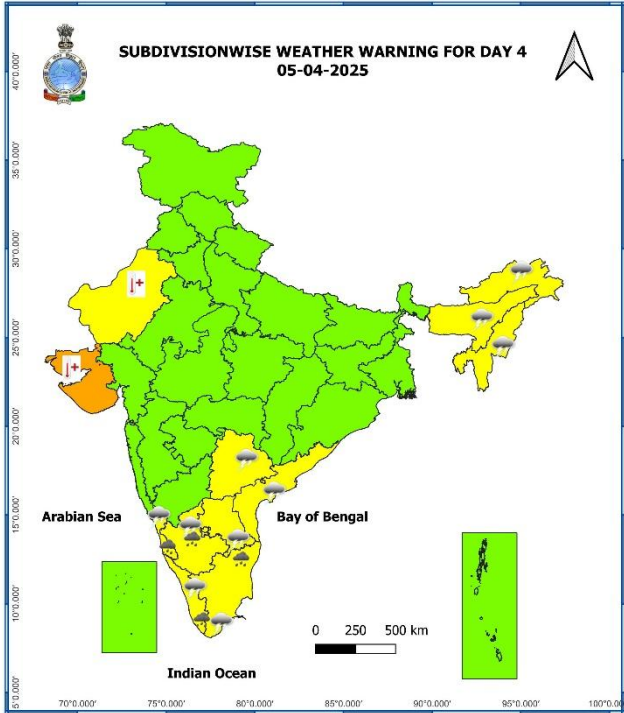 SUBDIVISIONWISE WEATHER WARNING FOR DAY 4
05-04-2025
40°0.000'
35°0.000'
30°0.000'
25°0.000'
20°0.000'
15°0.000'
10°0.000'
5°0.000'
Arabian Sea
Bay of Bengal
0 250 500 km
Indian Ocean
70°0.000' 75°0.000' 80°0.000' 85°0.000' 90°0.000' 95°0.000'